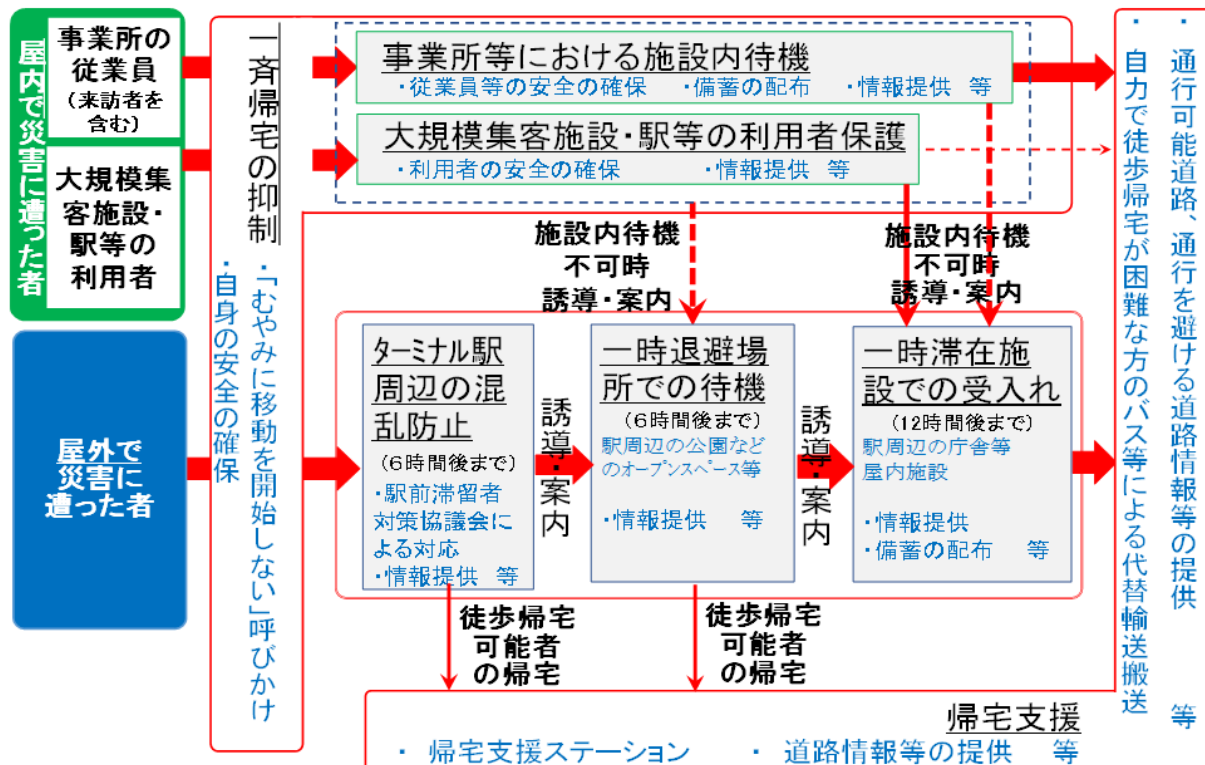 屋内で災害に遭った者
事業所の
従業員
(来訪者を
含む)
大規模集
客施設・
駅等の
利用者
屋外で
災害に
遭った者
一斉帰宅の抑制
・「むやみに移動を開始しない」呼びかけ
・自身の安全の確保
事業所等における施設内待機
・従業員等の安全の確保 ・備蓄の配布 ・情報提供 等
大規模集客施設・駅等の利用者保護
・利用者の安全の確保 ・情報提供 等
施設内待機
不可時
誘導・案内
施設内待機
不可時
誘導・案内
ターミナル駅
周辺の混
乱防止
(6時間後まで)
・駅前滞留者
対策協議会に
よる対応
・情報提供 等
誘導・案内
一時退避場
所での待機
(6時間後まで)
駅周辺の公園など
のオープンスペース等
・情報提供 等
誘導・案内
一時滞在施
設での受入れ
(12時間後まで)
駅周辺の庁舎等
屋内施設
・情報提供
・備蓄の配布 等
徒歩帰宅
可能者
の帰宅
徒歩帰宅
可能者
の帰宅
・通行可能道路、通行を避ける道路情報等の提供 等
・自力で徒歩帰宅が困難な方のバス等による代替輸送搬送
帰宅支援
・ 帰宅支援ステーション ・ 道路情報等の提供 等